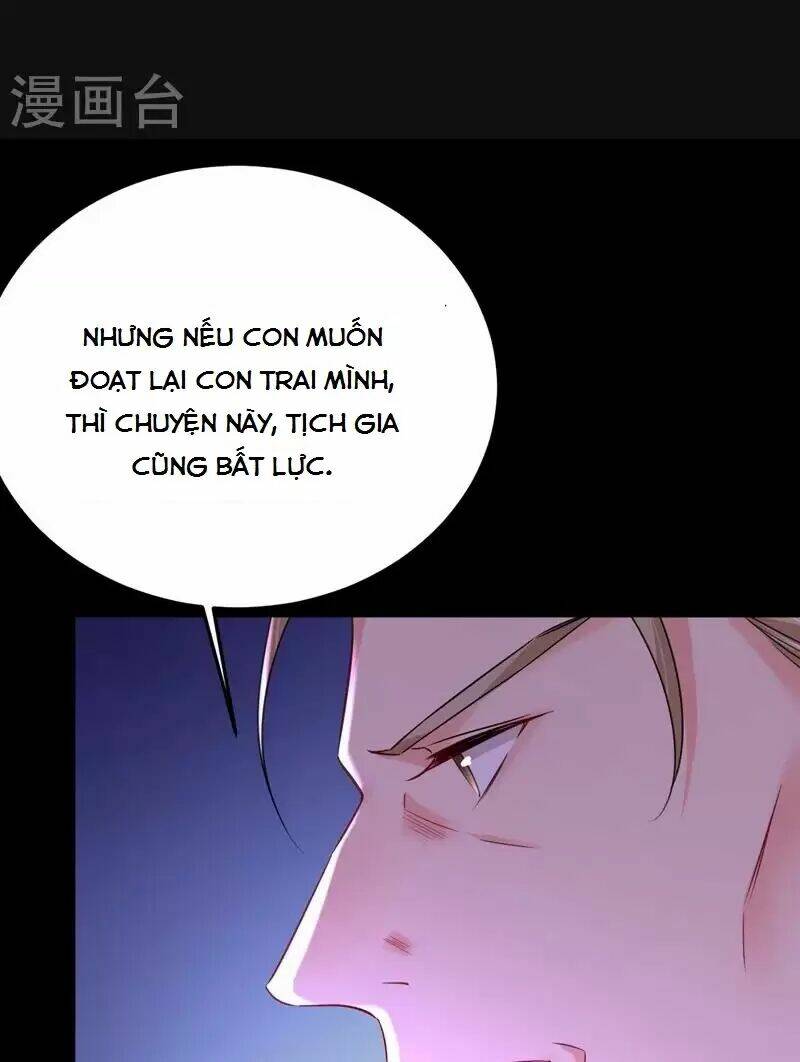 漫画台
NHƯNG NẾU CON MUỐN
ĐOẠT LẠI CON TRAI MÌNH,
THÌ CHUYỆN NÀY, TỊCH GIA
CŨNG BẤT LỰC.